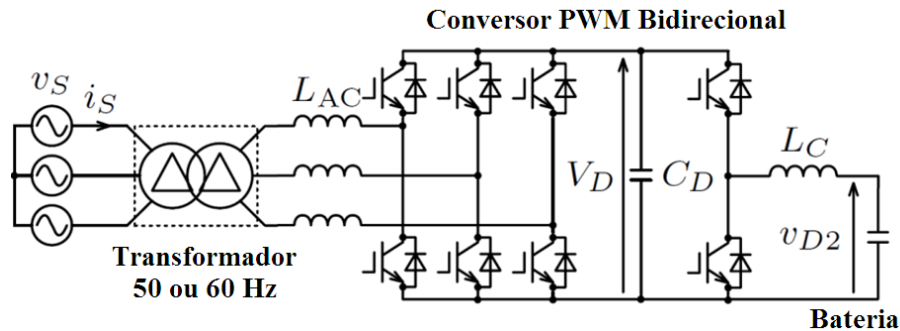 Conversor PWM Bidirecional
v_S
i_S
L_AC
V_D
C_D
L_C
v_D2
Transformador
50 ou 60 Hz
Bateria